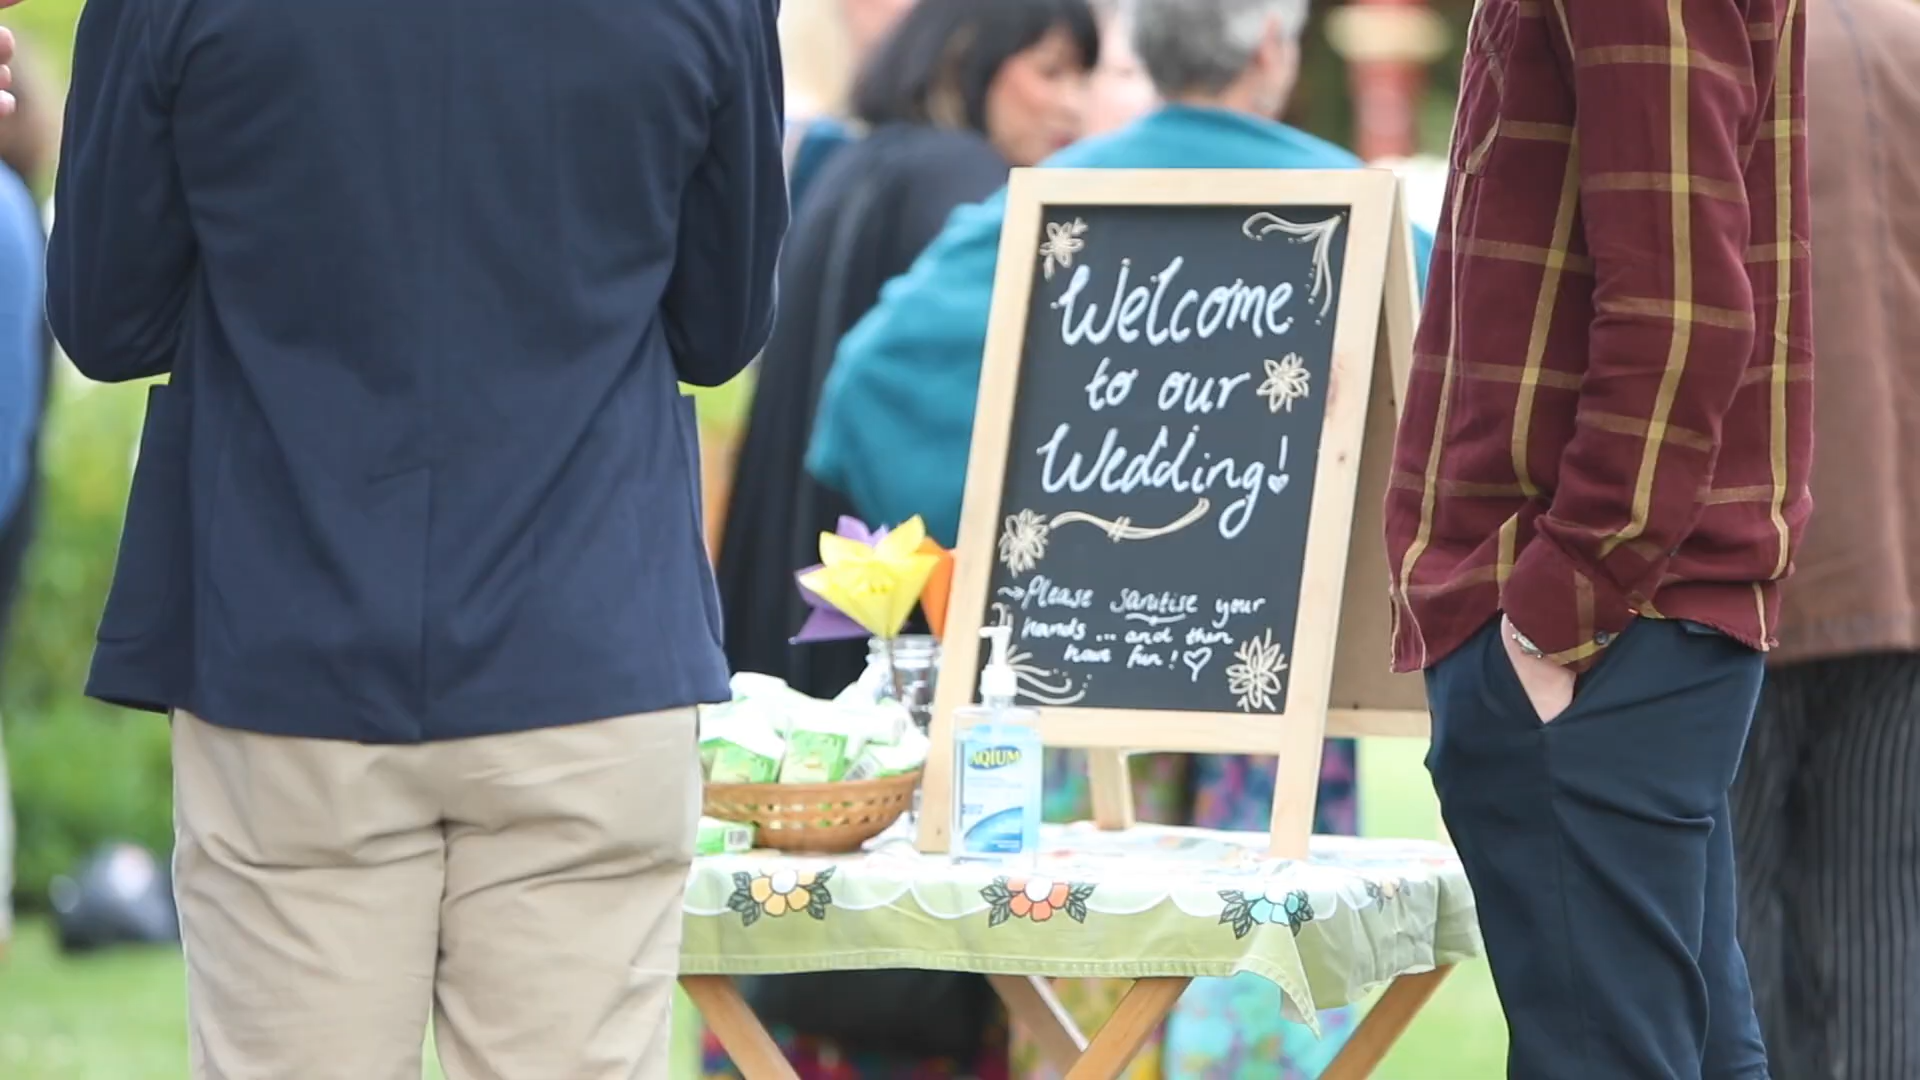 Welcome
to our
Wedding!
Please sanitise your
hands ... and then
have fun!
AQIUM